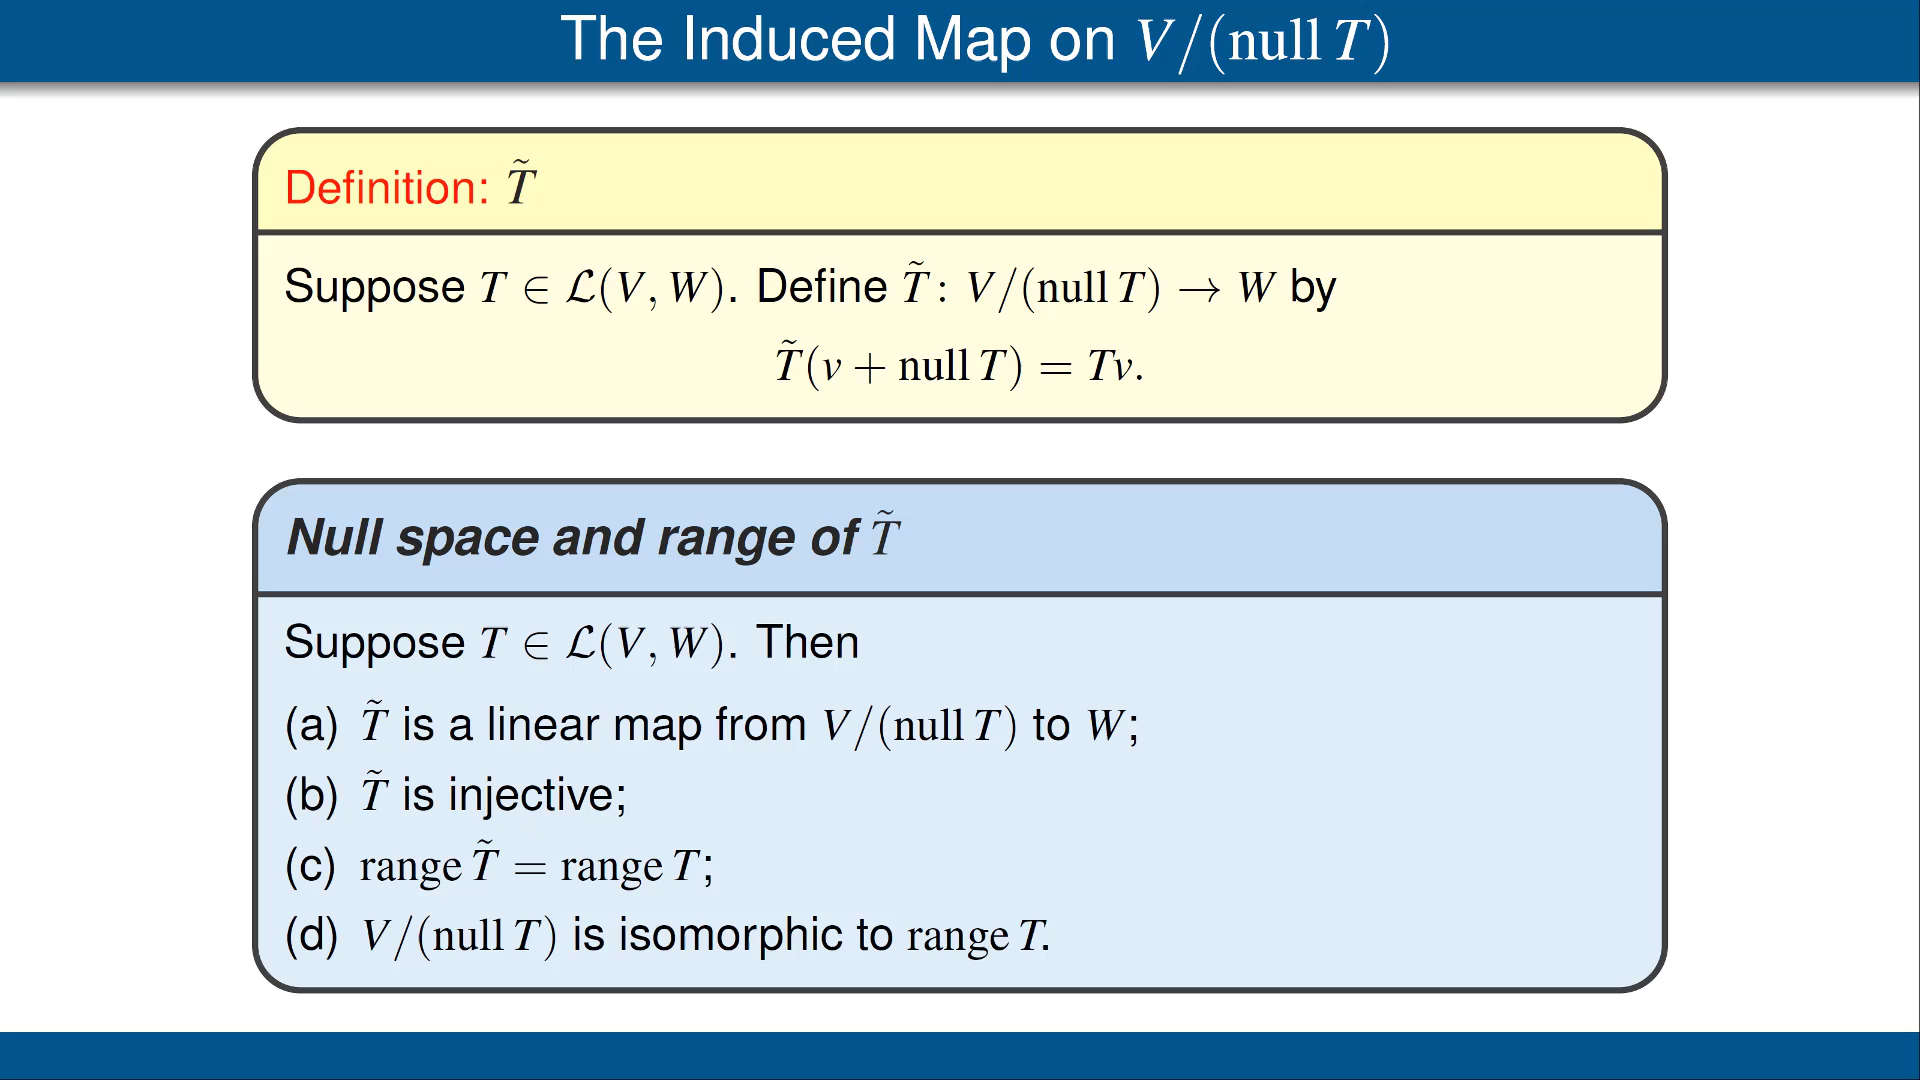 The Induced Map on V/(null T)
Definition: T̃
Suppose T ∈ ℒ(V, W). Define T̃ : V/(null T) → W by
T̃(v + null T) = Tv.
Null space and range of T̃
Suppose T ∈ ℒ(V, W). Then
(a) T̃ is a linear map from V/(null T) to W;
(b) T̃ is injective;
(c) range T̃ = range T;
(d) V/(null T) is isomorphic to range T.